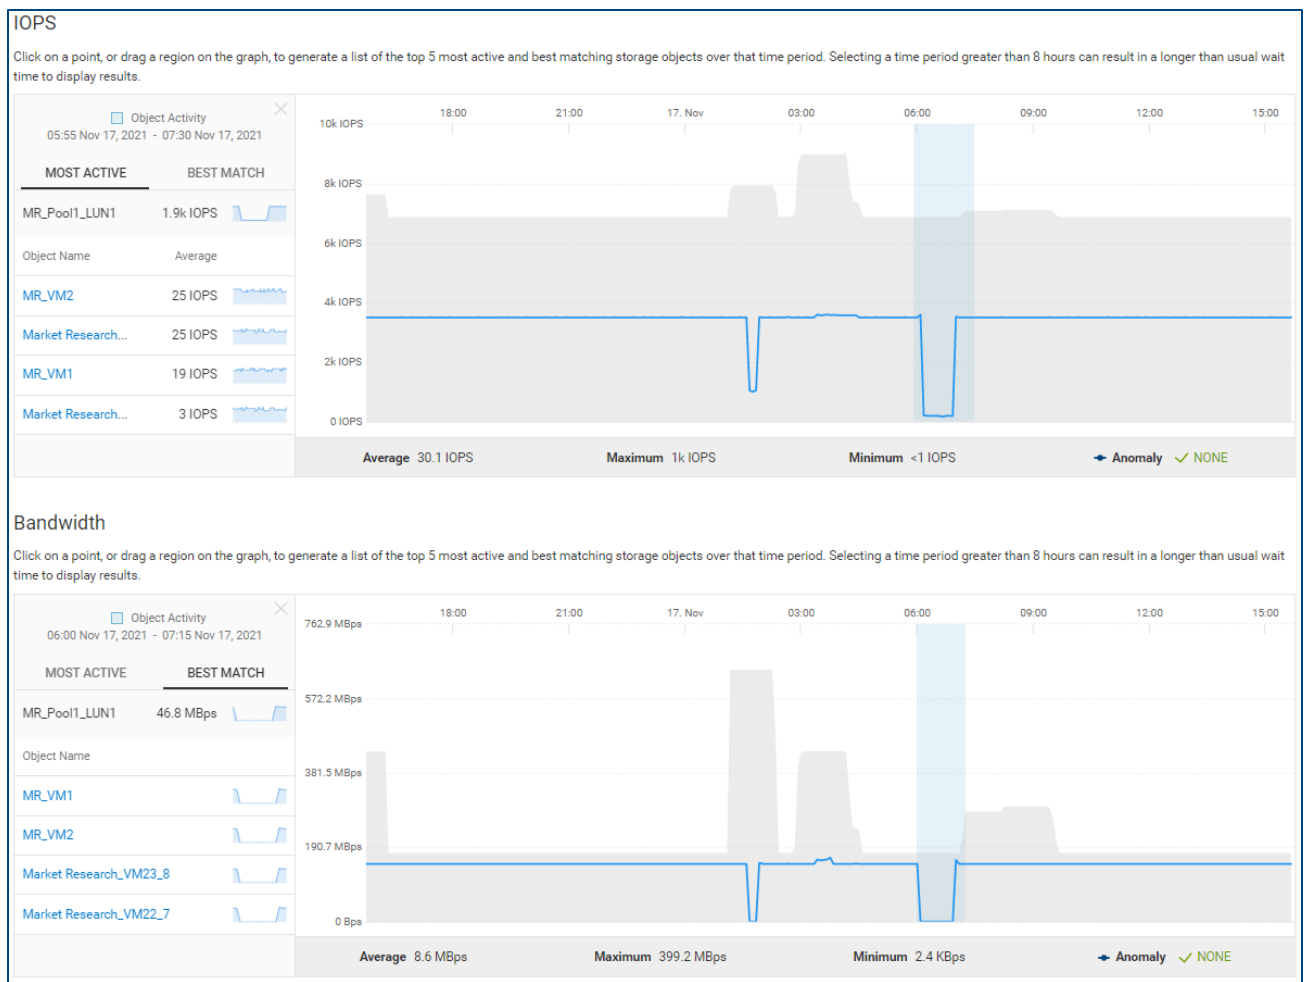 IOPS
Click on a point, or drag a region on the graph, to generate a list of the top 5 most active and best matching storage objects over that time period. Selecting a time period greater than 8 hours can result in a longer than usual wait
time to display results.
Object Activity
05:55 Nov 17, 2021 - 07:30 Nov 17, 2021
MOST ACTIVE BEST MATCH
MR_Pool1_LUN1 1.9k IOPS
Object Name Average
MR_VM2 25 IOPS
Market Research... 25 IOPS
MR_VM1 19 IOPS
Market Research... 3 IOPS
18:00 21:00 17. Nov 03:00 06:00 09:00 12:00 15:00
10k IOPS
8k IOPS
6k IOPS
4k IOPS
2k IOPS
0 IOPS
Average 30.1 IOPS Maximum 1k IOPS Minimum <1 IOPS Anomaly NONE
Bandwidth
Click on a point, or drag a region on the graph, to generate a list of the top 5 most active and best matching storage objects over that time period. Selecting a time period greater than 8 hours can result in a longer than usual wait
time to display results.
Object Activity
06:00 Nov 17, 2021 - 07:15 Nov 17, 2021
MOST ACTIVE BEST MATCH
MR_Pool1_LUN1 46.8 MBps
Object Name
MR_VM1
MR_VM2
Market Research_VM23_8
Market Research_VM22_7
18:00 21:00 17. Nov 03:00 06:00 09:00 12:00 15:00
762.9 MBps
572.2 MBps
381.5 MBps
190.7 MBps
0 Bps
Average 8.6 MBps Maximum 399.2 MBps Minimum 2.4 KBps Anomaly NONE